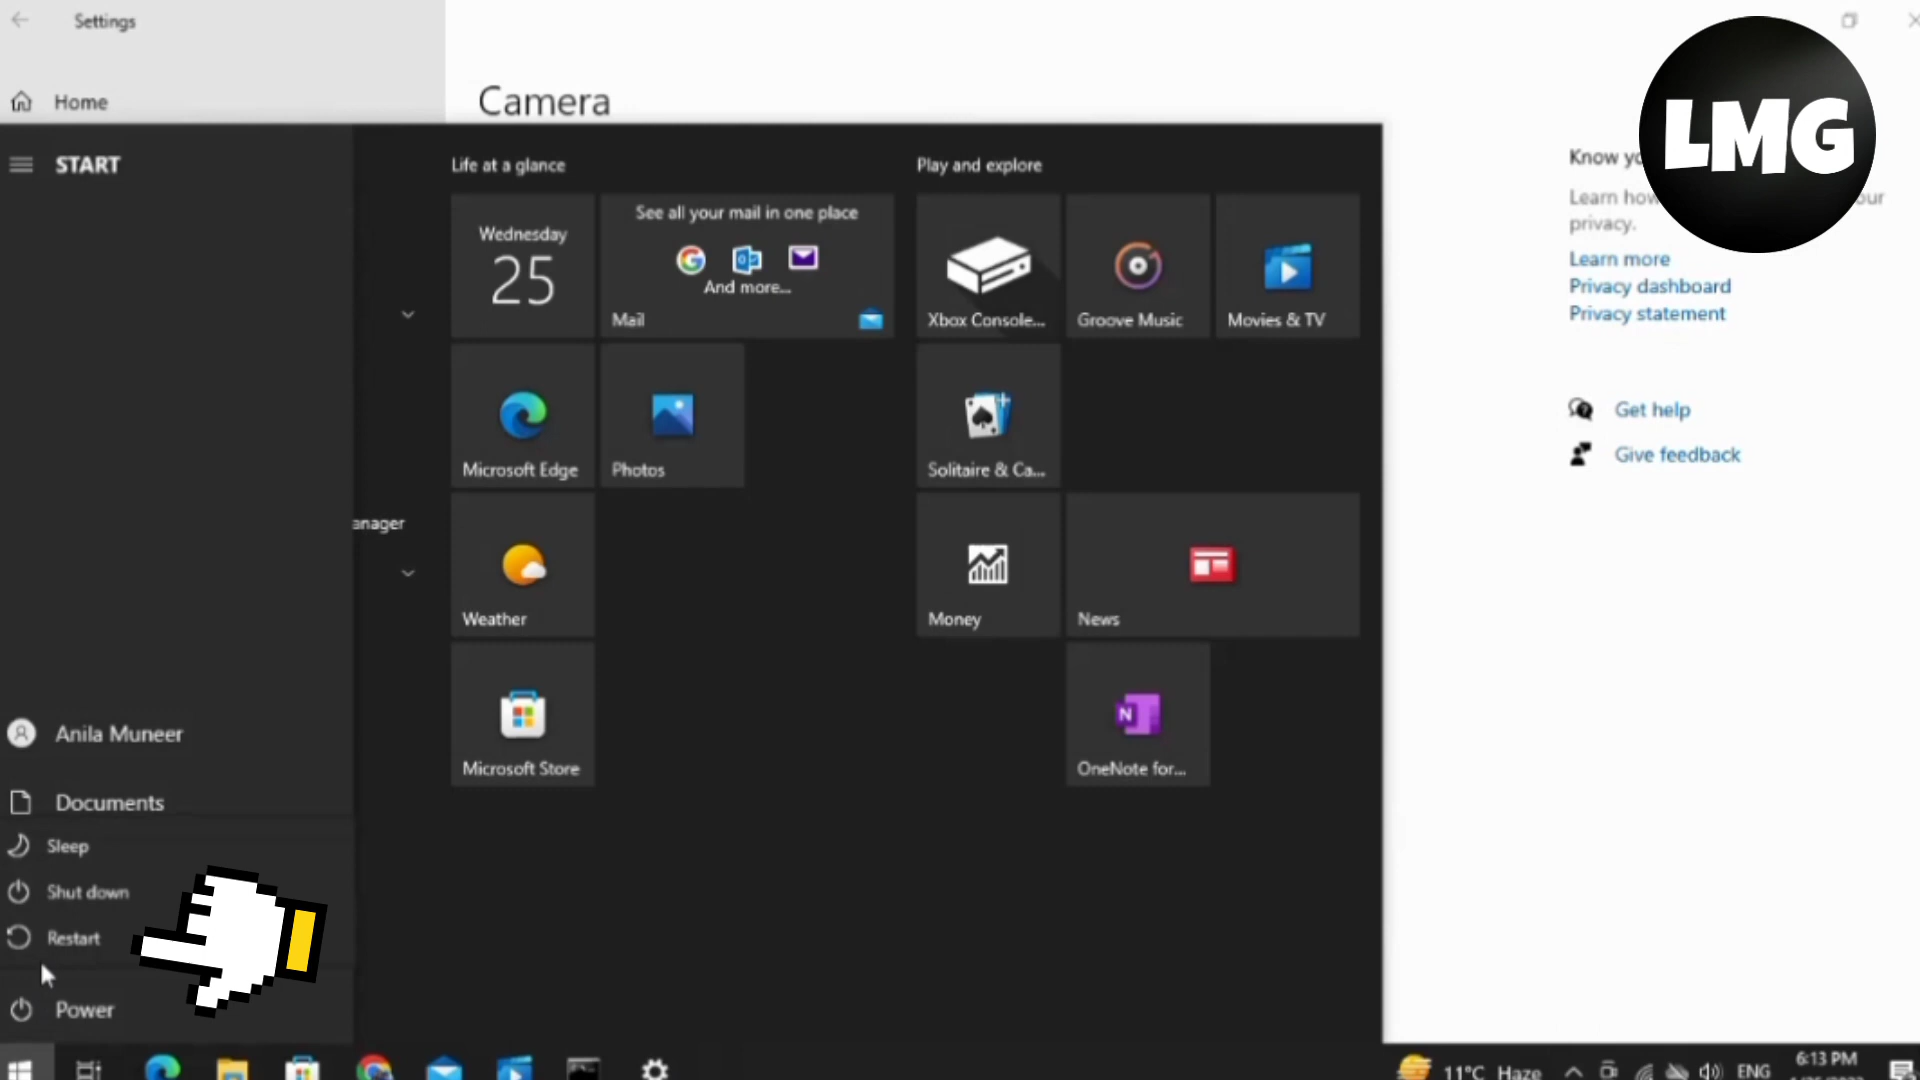 Settings
Home
Camera
LMG
START
Life at a glance
Play and explore
Wednesday
25
See all your mail in one place
And more...
Mail
Xbox Console...
Groove Music
Movies & TV
Microsoft Edge
Photos
Solitaire & Ca...
anager
Weather
Money
News
Microsoft Store
OneNote for...
Know yo
Learn how
our
privacy.
Learn more
Privacy dashboard
Privacy statement
Get help
Give feedback
Anila Muneer
Documents
Sleep
Shut down
Restart
Power
11°C Haze
ENG
6:13 PM